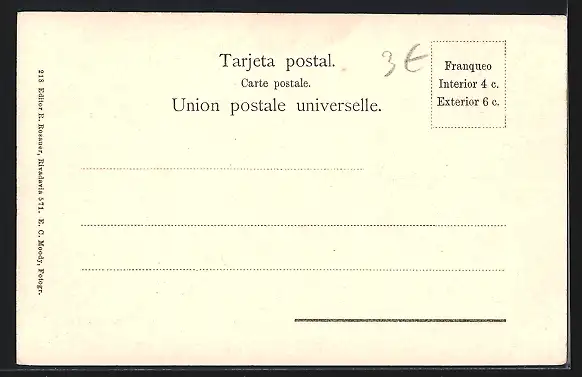 Tarjeta postal.
Carte postale.
Union postale universelle.
3€
Franqueo
Interior 4 c.
Exterior 6 c.
218 Editor R. Rosauer, Rivadavia 571. E. C. Moody, Fotogr.